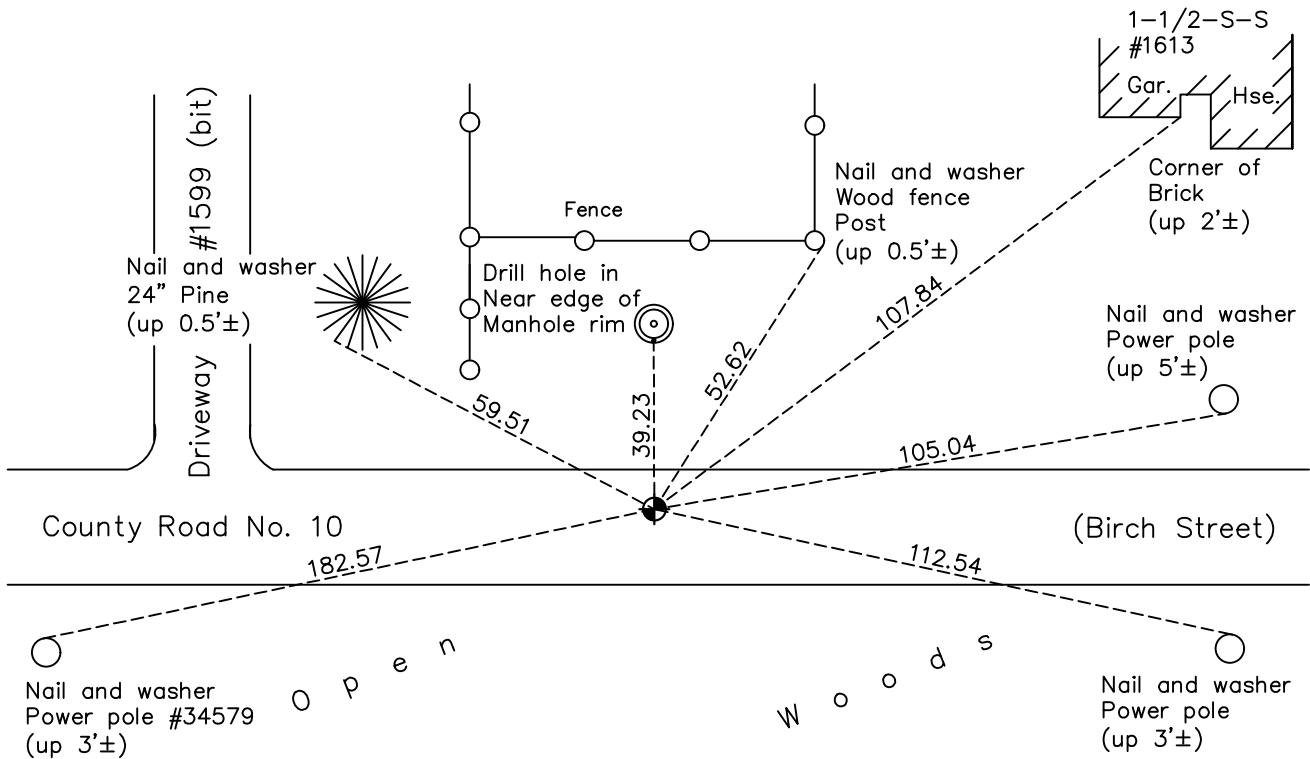 1-1/2-S-S
#1613
Gar.
Hse.
Driveway #1599 (bit)
Fence
Nail and washer
Wood fence
Post
(up 0.5'±)
Corner of
Brick
(up 2'±)
Nail and washer
24" Pine
(up 0.5'±)
Drill hole in
Near edge of
Manhole rim
Nail and washer
Power pole
(up 5'±)
59.51
39.23
52.62
107.84
105.04
County Road No. 10
(Birch Street)
182.57
112.54
Open Woods
Nail and washer
Power pole #34579
(up 3'±)
Nail and washer
Power pole
(up 3'±)